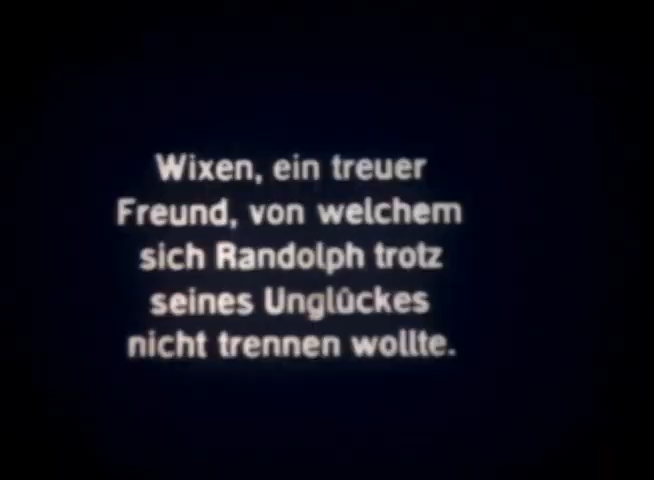 Wixen, ein treuer
Freund, von welchem
sich Randolph trotz
seines Unglückes
nicht trennen wollte.